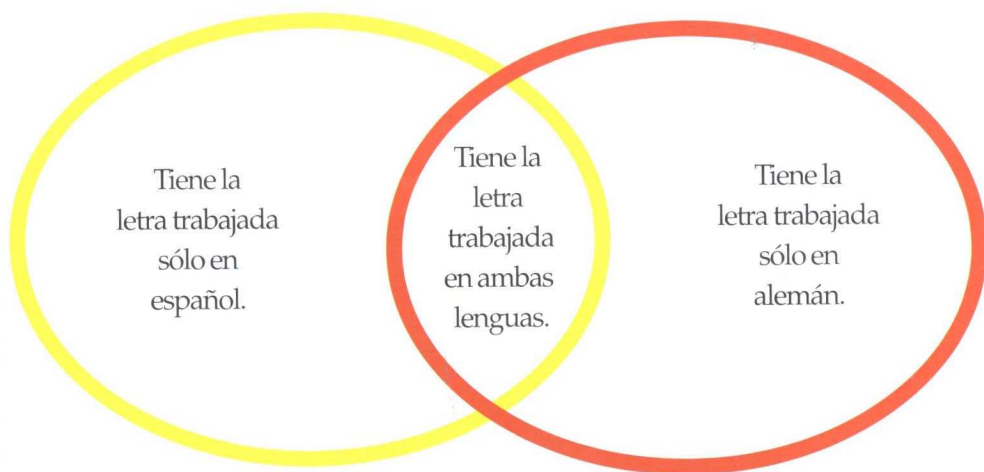 Tiene la
letra trabajada
sólo en
español.
Tiene la
letra
trabajada
en ambas
lenguas.
Tiene la
letra trabajada
sólo en
alemán.